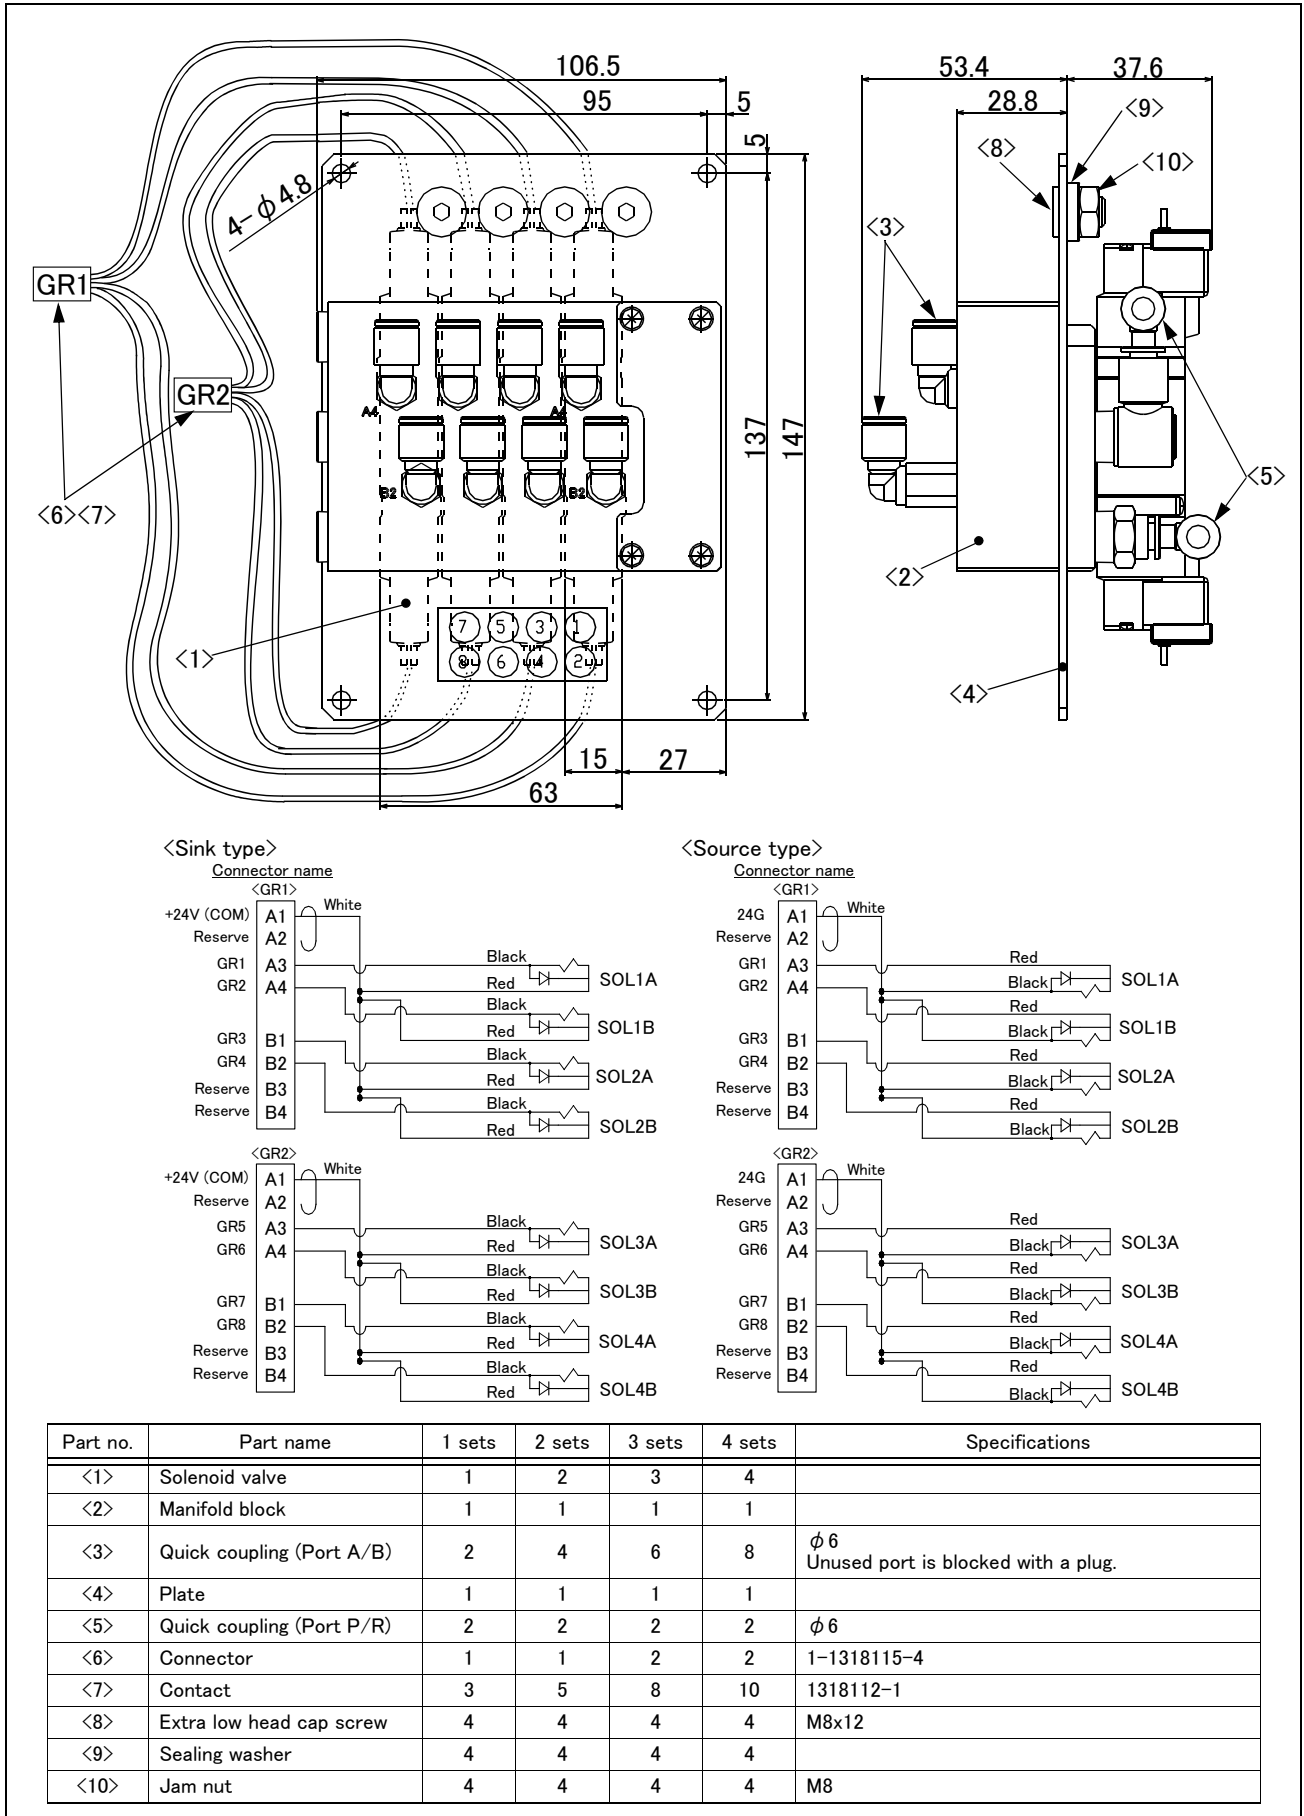 106.5
95
5
5
4-φ4.8
GR1
GR2
<6><7>
<1>
A4
A4
B2
B2
7 5 3 1
8 6 4 2
137
147
15
27
63
53.4
37.6
28.8
<9>
<8>
<10>
<3>
<5>
<2>
<4>
<Sink type>
Connector name
<GR1>
+24V (COM) A1 White
Reserve A2
GR1 A3 Black
GR2 A4 Red SOL1A
Black
Red SOL1B
GR3 B1 Black
GR4 B2 Red SOL2A
Reserve B3 Black
Reserve B4 Red SOL2B
<GR2>
+24V (COM) A1 White
Reserve A2
GR5 A3 Black
GR6 A4 Red SOL3A
Black
Red SOL3B
GR7 B1 Black
GR8 B2 Red SOL4A
Reserve B3 Black
Reserve B4 Red SOL4B
<Source type>
Connector name
<GR1>
24G A1 White
Reserve A2
GR1 A3 Red
GR2 A4 Black SOL1A
Red
Black SOL1B
GR3 B1 Red
GR4 B2 Black SOL2A
Reserve B3 Red
Reserve B4 Black SOL2B
<GR2>
24G A1 White
Reserve A2
GR5 A3 Red
GR6 A4 Black SOL3A
Red
Black SOL3B
GR7 B1 Red
GR8 B2 Black SOL4A
Reserve B3 Red
Reserve B4 Black SOL4B
Part no. Part name 1 sets 2 sets 3 sets 4 sets Specifications
<1> Solenoid valve 1 2 3 4
<2> Manifold block 1 1 1 1
<3> Quick coupling (Port A/B) 2 4 6 8 φ6
Unused port is blocked with a plug.
<4> Plate 1 1 1 1
<5> Quick coupling (Port P/R) 2 2 2 2 φ6
<6> Connector 1 1 2 2 1-1318115-4
<7> Contact 3 5 8 10 1318112-1
<8> Extra low head cap screw 4 4 4 4 M8x12
<9> Sealing washer 4 4 4 4
<10> Jam nut 4 4 4 4 M8